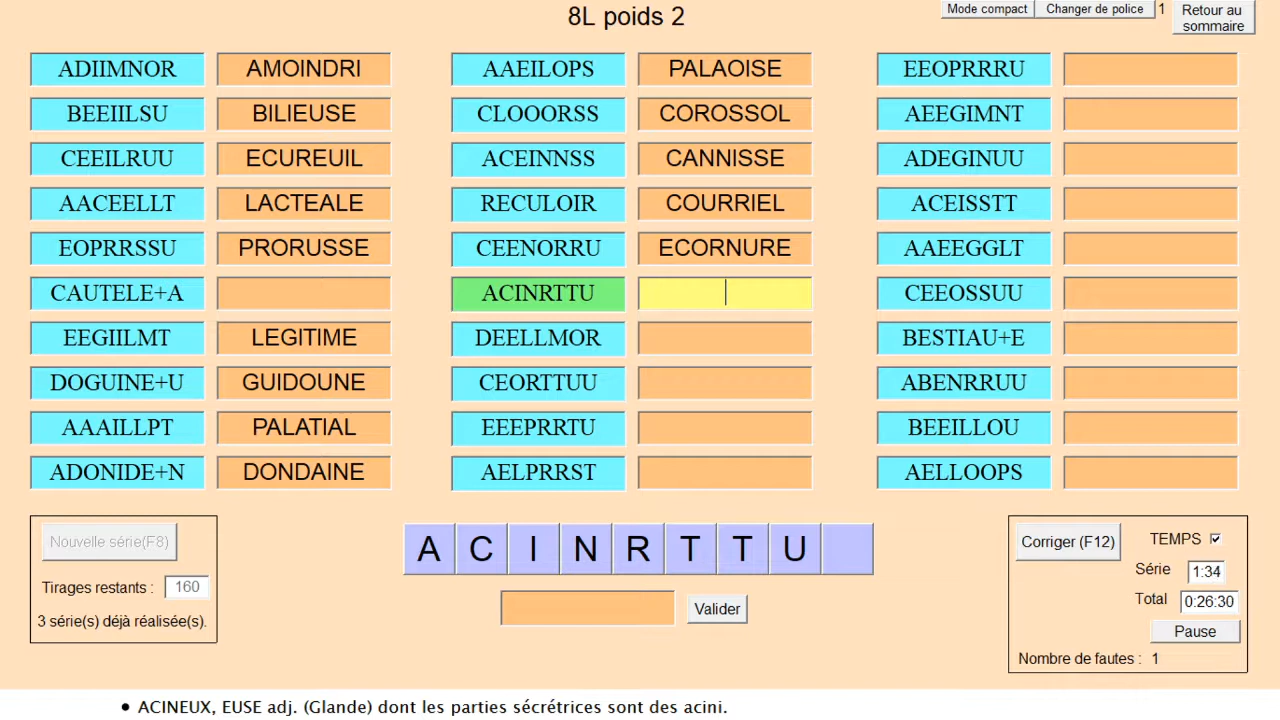 8L poids 2
Mode compact Changer de police 1 Retour au sommaire
ADIIMNOR AMOINDRI AAEILOPS PALAOISE EEOPRRRU
BEEIILSU BILIEUSE CLOOORSS COROSSOL AEEGIMNT
CEEILRUU ECUREUIL ACEINNSS CANNISSE ADEGINUU
AACEELLT LACTEALE RECULOIR COURRIEL ACEISSTT
EOPRRSSU PRORUSSE CEENORRU ECORNURE AAEEGGLT
CAUTELE+A ACINRTTU CEEOSSUU
EEGIILMT LEGITIME DEELLMOR BESTIAU+E
DOGUINE+U GUIDOUNE CEORTTUU ABENRRUU
AAAILLPT PALATIAL EEEPRRTU BEEILLOU
ADONIDE+N DONDAINE AELPRRST AELLOOPS
Nouvelle série(F8)
Tirages restants : 160
3 série(s) déjà réalisée(s).
A C I N R T T U
Valider
Corriger (F12) TEMPS
Série 1:34
Total 0:26:30
Pause
Nombre de fautes : 1
• ACINEUX, EUSE adj. (Glande) dont les parties sécrétrices sont des acini.